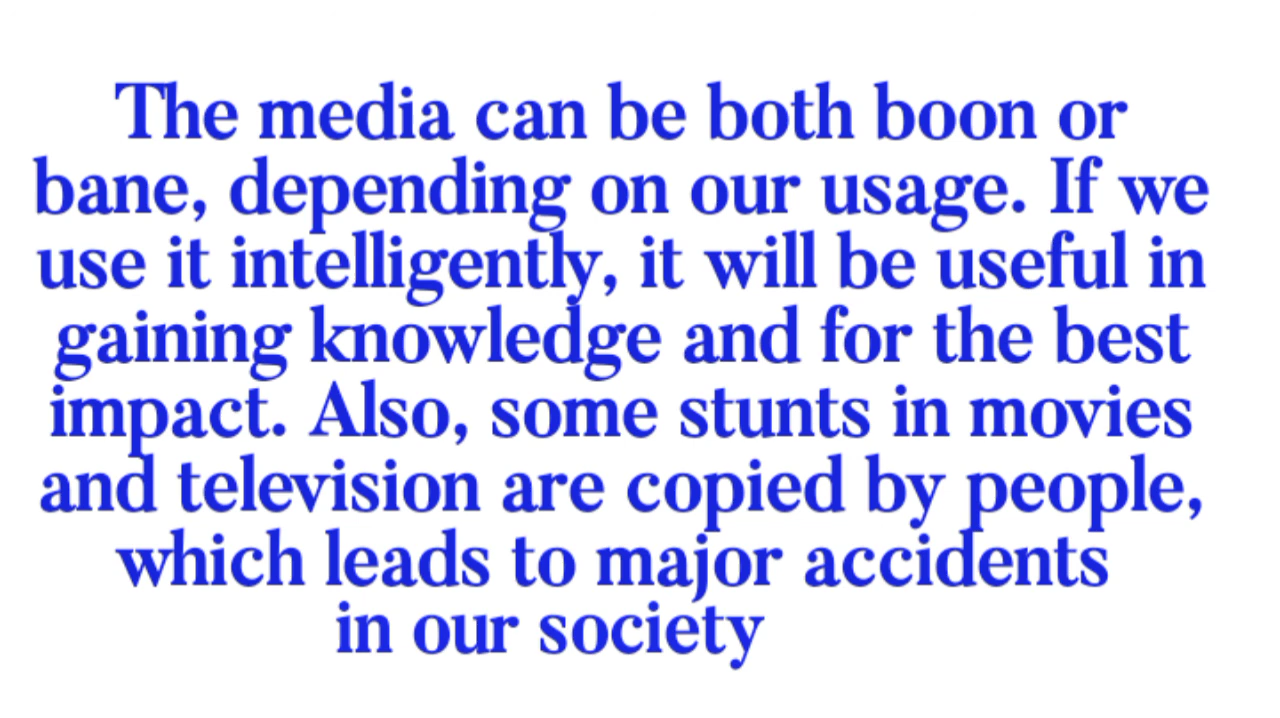 The media can be both boon or
bane, depending on our usage. If we
use it intelligently, it will be useful in
gaining knowledge and for the best
impact. Also, some stunts in movies
and television are copied by people,
which leads to major accidents
in our society